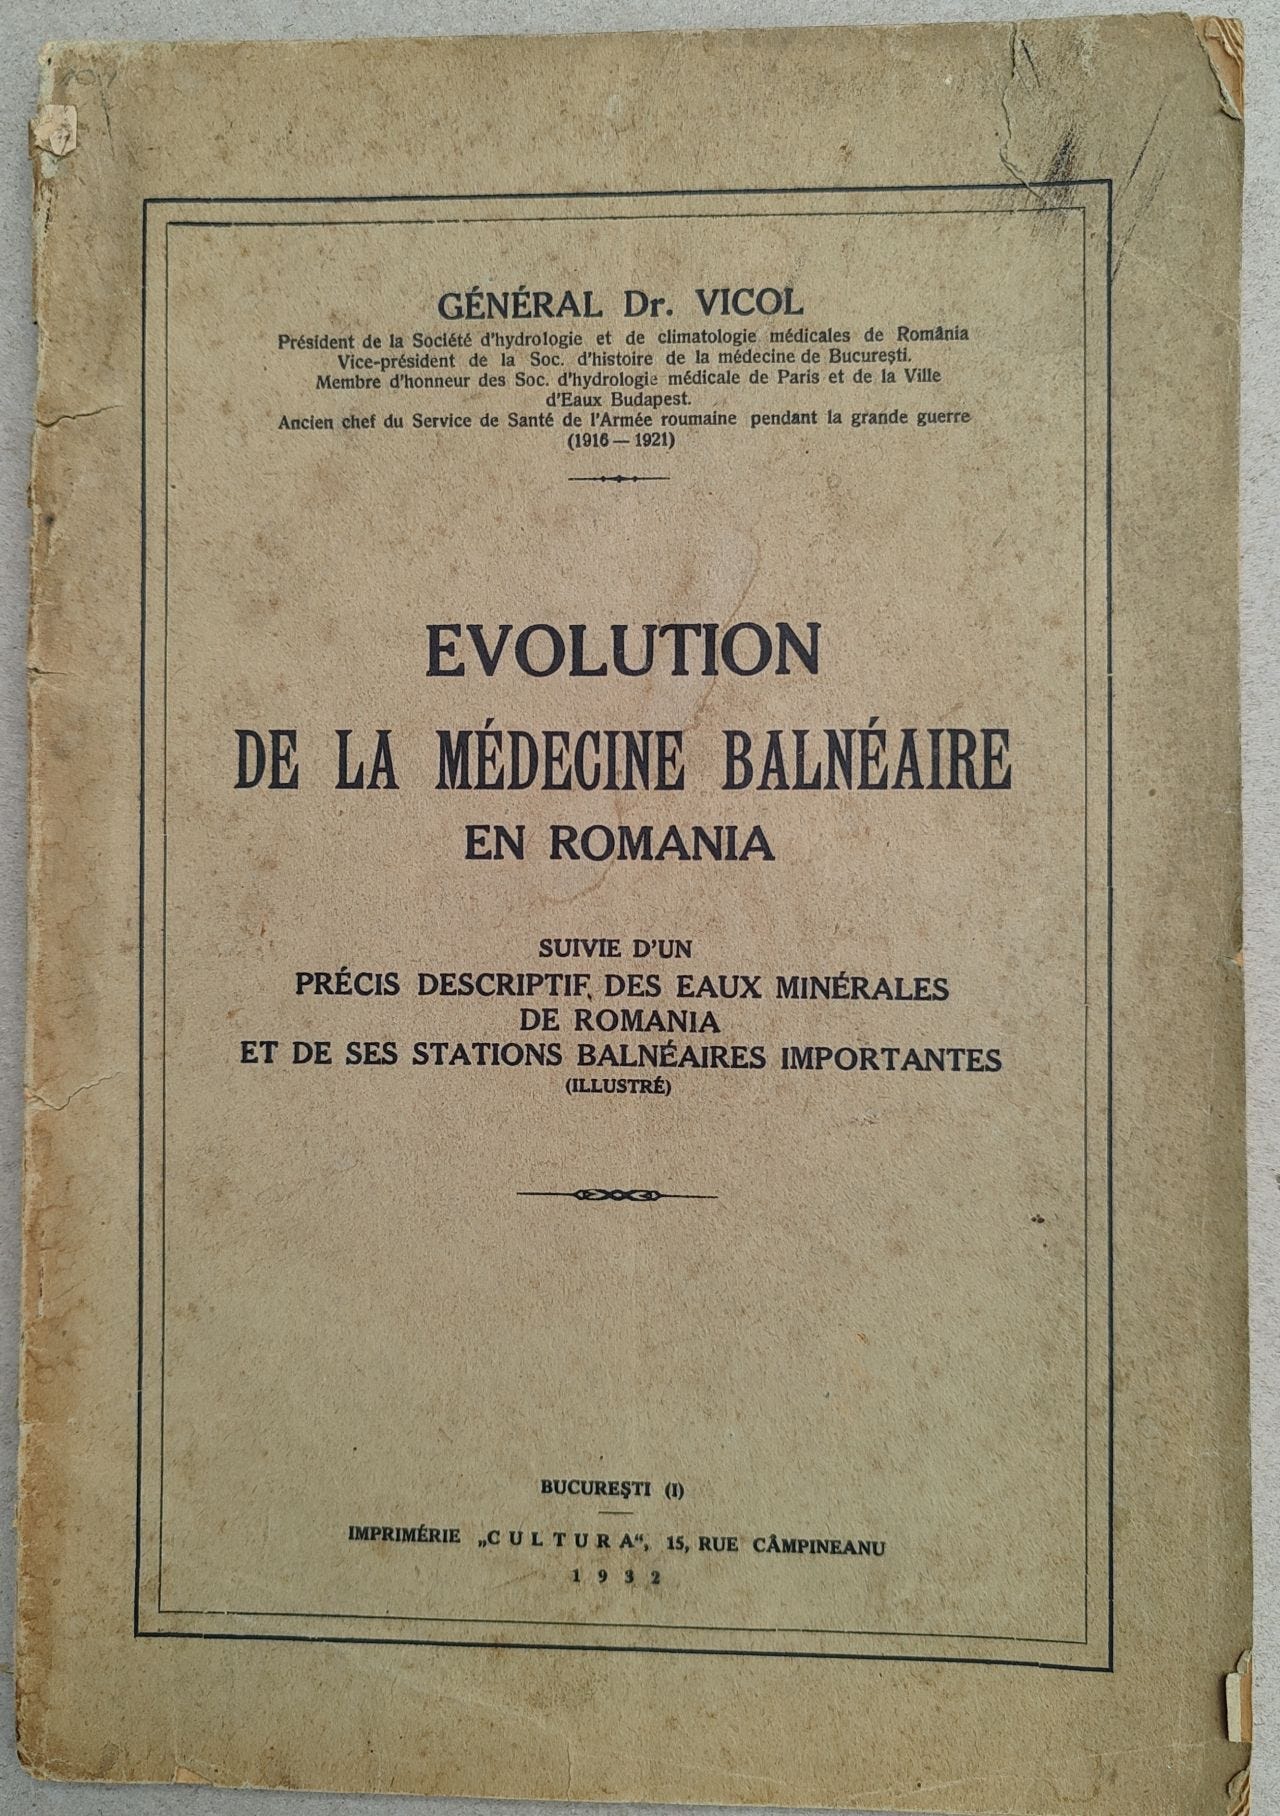 GÉNÉRAL Dr. VICOL
Président de la Société d'hydrologie et de climatologie médicales de România
Vice-président de la Soc. d'histoire de la médecine de Bucureşti.
Membre d'honneur des Soc. d'hydrologie médicale de Paris et de la Ville
d'Eaux Budapest.
Ancien chef du Service de Santé de l'Armée roumaine pendant la grande guerre
(1916 — 1921)
EVOLUTION
DE LA MÉDECINE BALNÉAIRE
EN ROMANIA
SUIVIE D'UN
PRÉCIS DESCRIPTIF DES EAUX MINÉRALES
DE ROMANIA
ET DE SES STATIONS BALNÉAIRES IMPORTANTES
(ILLUSTRÉ)
BUCUREŞTI (I)
IMPRIMÉRIE „CULTURA“, 15, RUE CÂMPINEANU
1932